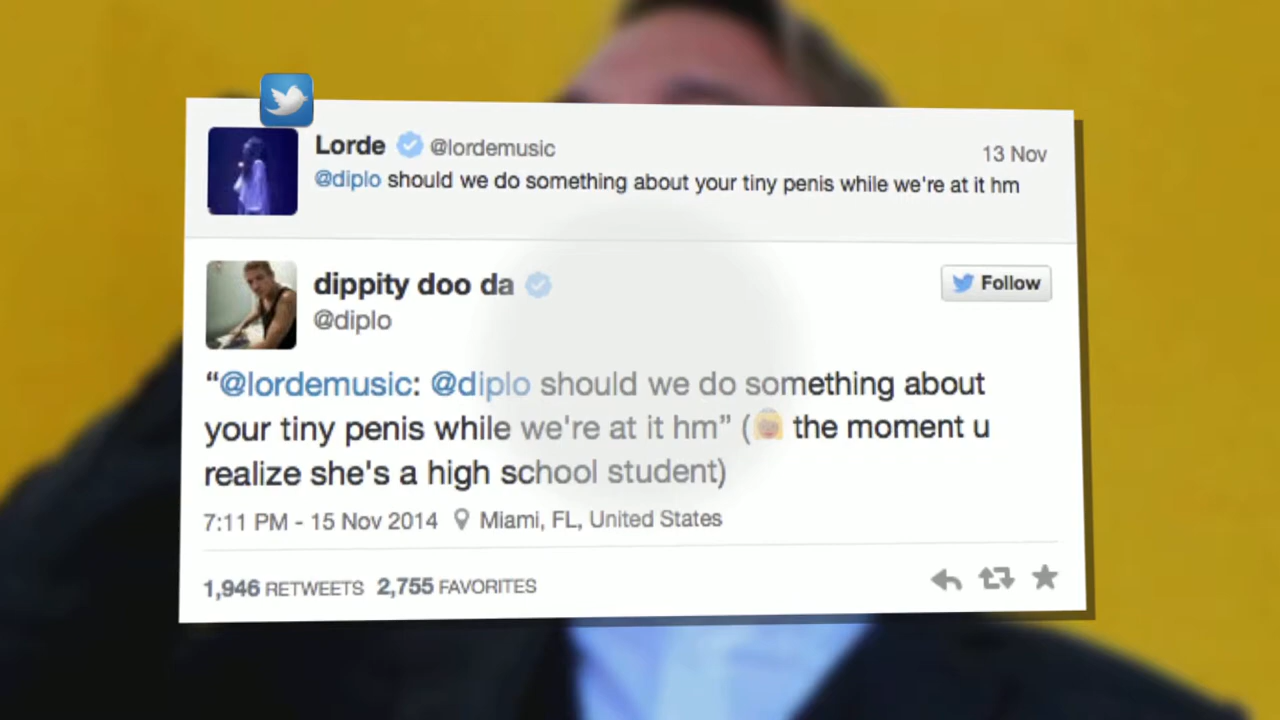 Lorde @lordemusic 13 Nov
@diplo should we do something about your tiny penis while we're at it hm
dippity doo da
Follow
@diplo
“@lordemusic: @diplo should we do something about
your tiny penis while we're at it hm” (👸 the moment u
realize she's a high school student)
7:11 PM - 15 Nov 2014 Miami, FL, United States
1,946 RETWEETS 2,755 FAVORITES